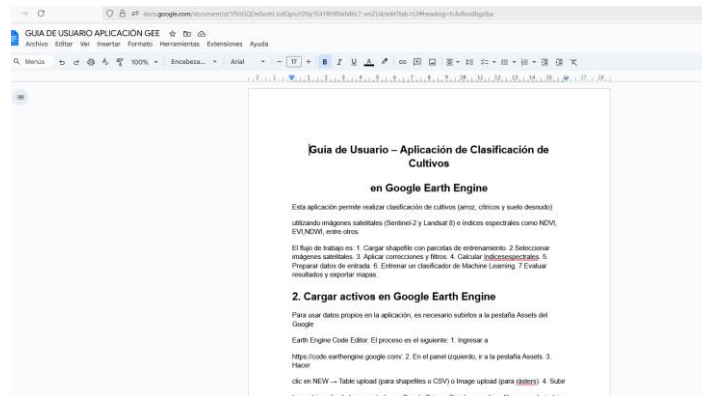 docs.google.com/document/d/
GUIA DE USUARIO APLICACIÓN GEE
Archivo Editar Ver Insertar Formato Herramientas Extensiones Ayuda
Menús 100% Encabeza... Arial 17 B I U A
Guia de Usuario – Aplicación de Clasificación de
Cultivos
en Google Earth Engine
Esta aplicación permite realizar clasificación de cultivos (arroz, cítricos y suelo desnudo)
utilizando imágenes satelitales (Sentinel-2 y Landsat 8) e índices espectrales como NDVI,
EVI,NDWI, entre otros.
El flujo de trabajo es: 1. Cargar shapefile con parcelas de entrenamiento. 2.Seleccionar
imágenes satelitales. 3. Aplicar correcciones y filtros. 4. Calcular índicesespectrales. 5.
Preparar datos de entrada. 6. Entrenar un clasificador de Machine Learning. 7.Evaluar
resultados y exportar mapas.
2. Cargar activos en Google Earth Engine
Para usar datos propios en la aplicación, es necesario subirlos a la pestaña Assets del
Google
Earth Engine Code Editor. El proceso es el siguiente: 1. Ingresar a
https://code.earthengine.google.com/. 2. En el panel izquierdo, ir a la pestaña Assets. 3.
Hacer
clic en NEW → Table upload (para shapefiles o CSV) o Image upload (para rásters). 4. Subir